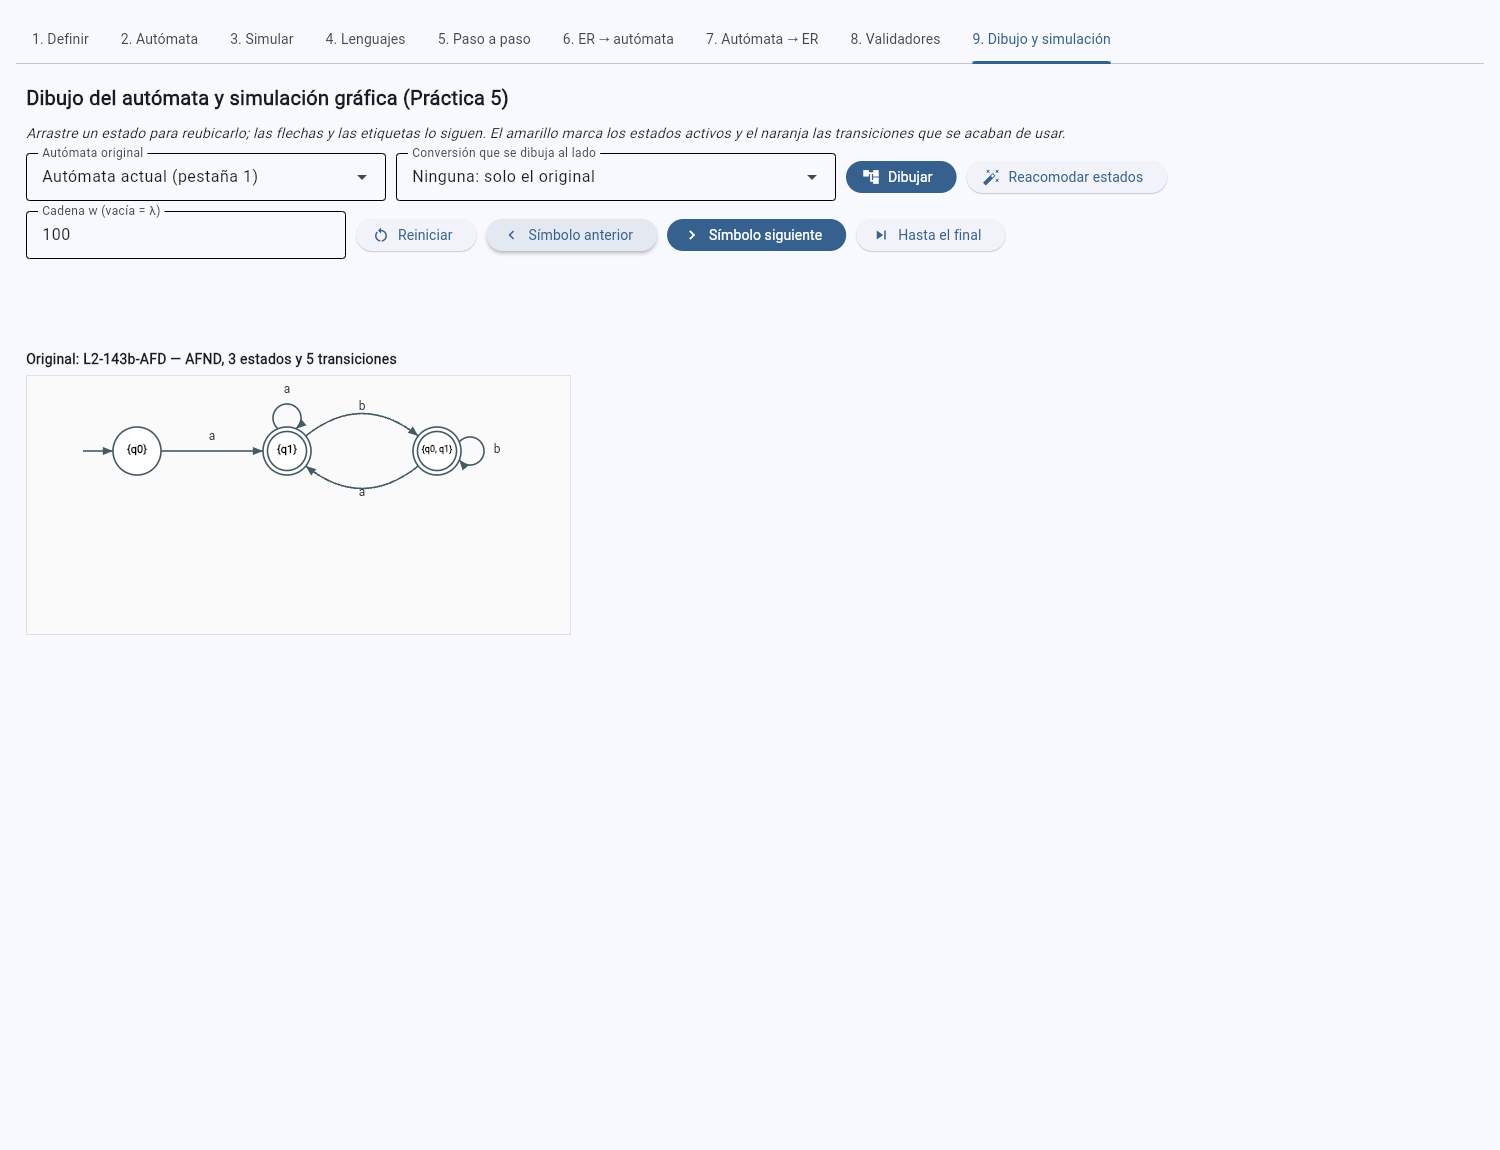 1. Definir 2. Autómata 3. Simular 4. Lenguajes 5. Paso a paso 6. ER → autómata 7. Autómata → ER 8. Validadores 9. Dibujo y simulación
Dibujo del autómata y simulación gráfica (Práctica 5)
Arrastre un estado para reubicarlo; las flechas y las etiquetas lo siguen. El amarillo marca los estados activos y el naranja las transiciones que se acaban de usar.
Autómata original Conversión que se dibuja al lado
Autómata actual (pestaña 1) Ninguna: solo el original Dibujar Reacomodar estados
Cadena w (vacía = λ)
100 Reiniciar Símbolo anterior Símbolo siguiente Hasta el final
Original: L2-143b-AFD — AFND, 3 estados y 5 transiciones
a
b
a
{q0} {q1} {q0, q1} b
a